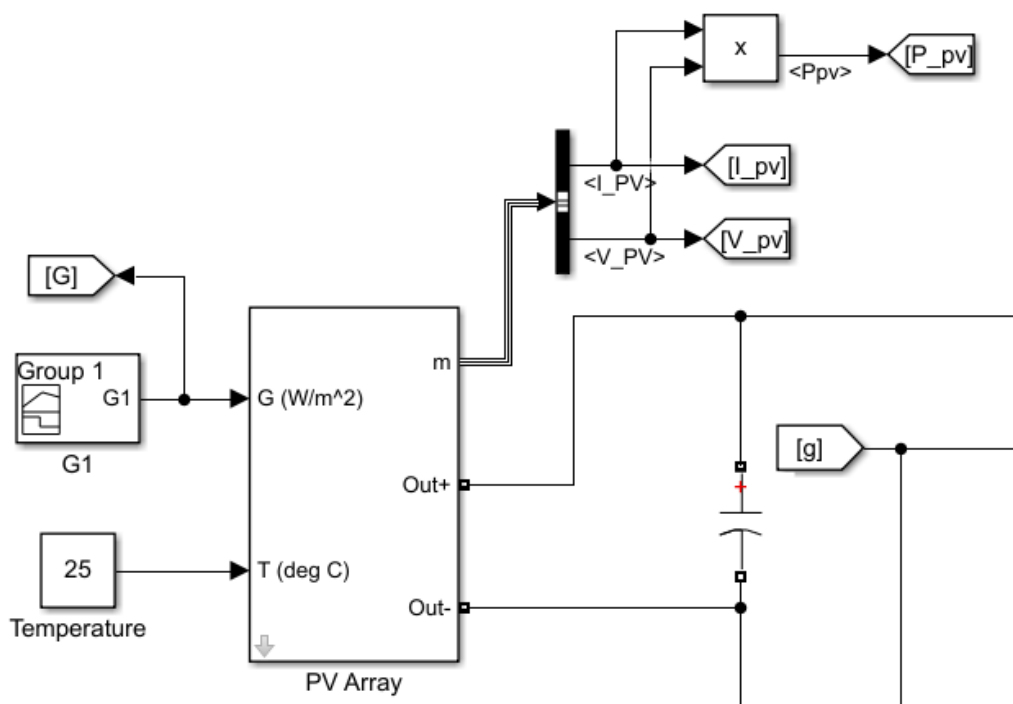 x
<Ppv>
[P_pv]
[I_pv]
<I_PV>
[V_pv]
<V_PV>
[G]
Group 1
G1
G1
m
G (W/m^2)
Out+
[g]
+
25
T (deg C)
Out-
Temperature
PV Array